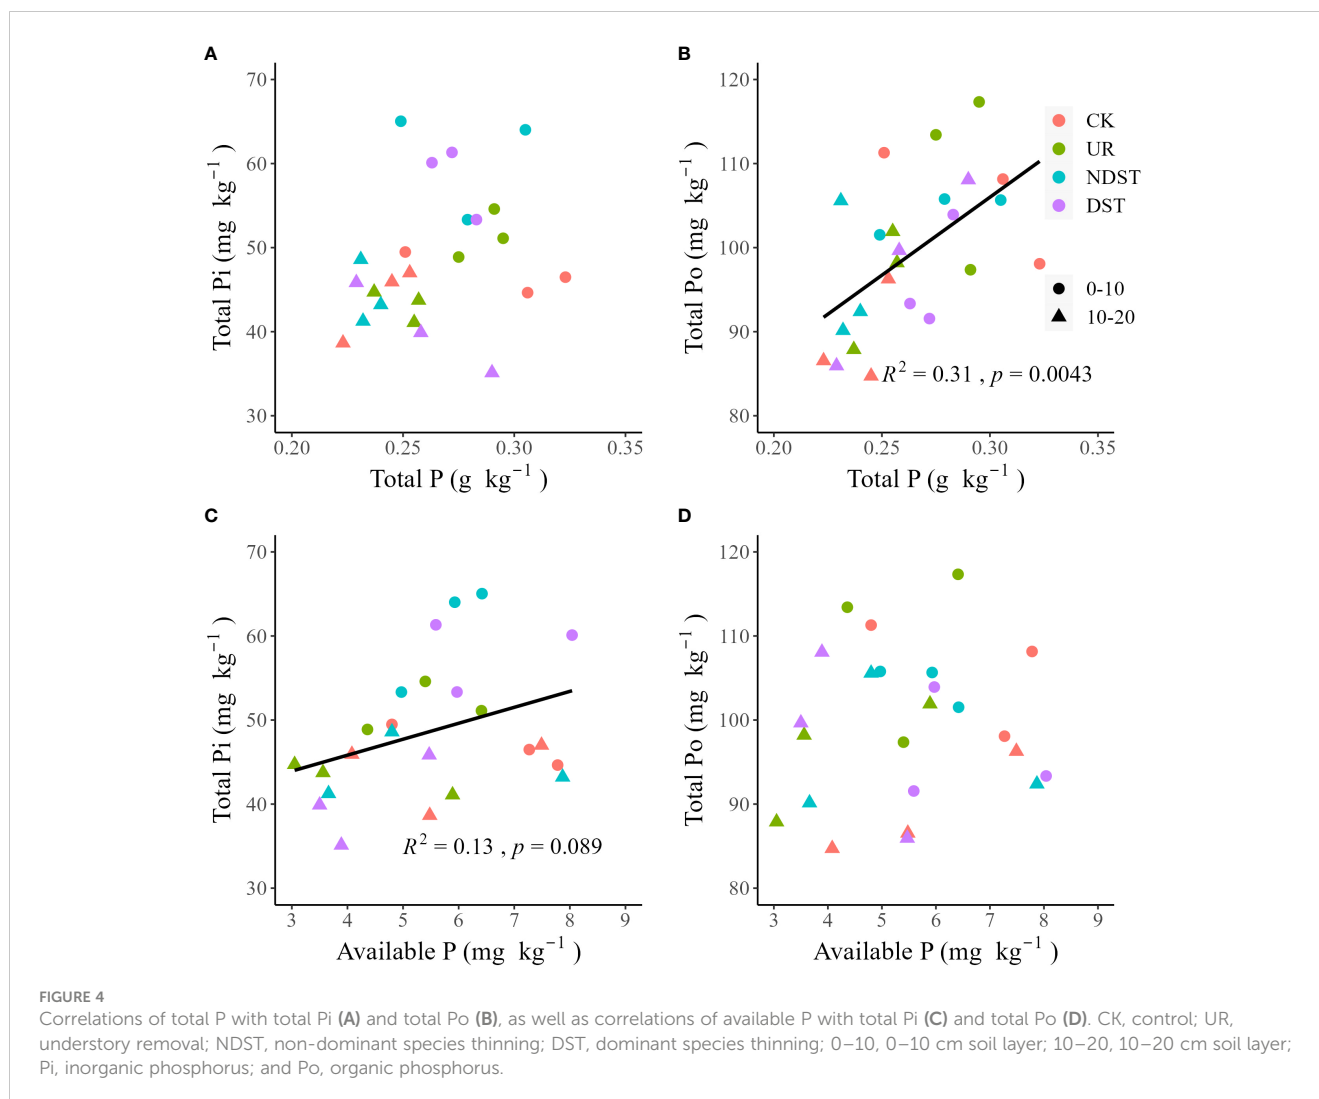 A
70
60
50
40
30
Total Pi (mg kg⁻¹ )
0.20 0.25 0.30 0.35
Total P (g kg⁻¹ )
B
120
110
100
90
80
Total Po (mg kg⁻¹ )
R² = 0.31 , p = 0.0043
0.20 0.25 0.30 0.35
Total P (g kg⁻¹ )
CK
UR
NDST
DST
0-10
10-20
C
70
60
50
40
30
Total Pi (mg kg⁻¹ )
R² = 0.13 , p = 0.089
3 4 5 6 7 8 9
Available P (mg kg⁻¹ )
D
120
110
100
90
80
Total Po (mg kg⁻¹ )
3 4 5 6 7 8 9
Available P (mg kg⁻¹ )
FIGURE 4
Correlations of total P with total Pi (A) and total Po (B), as well as correlations of available P with total Pi (C) and total Po (D). CK, control; UR,
understory removal; NDST, non-dominant species thinning; DST, dominant species thinning; 0–10, 0–10 cm soil layer; 10–20, 10–20 cm soil layer;
Pi, inorganic phosphorus; and Po, organic phosphorus.